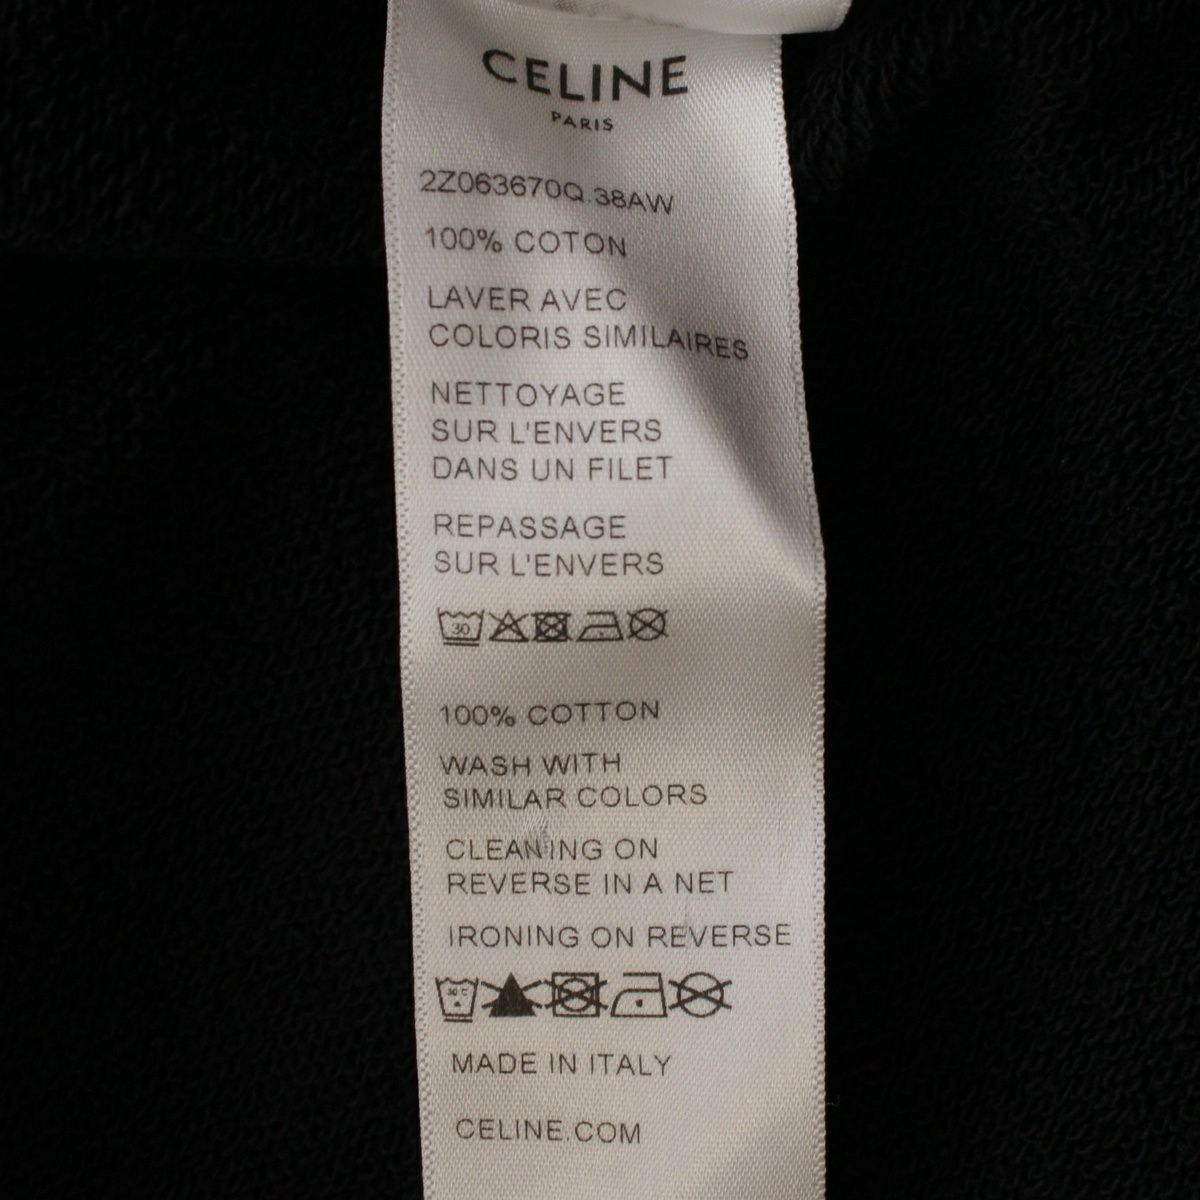 CELINE
PARIS
2Z063670Q.38AW
100% COTON
LAVER AVEC
COLORIS SIMILAIRES
NETTOYAGE
SUR L'ENVERS
DANS UN FILET
REPASSAGE
SUR L'ENVERS
30
100% COTTON
WASH WITH
SIMILAR COLORS
CLEANING ON
REVERSE IN A NET
IRONING ON REVERSE
30°C
MADE IN ITALY
CELINE.COM